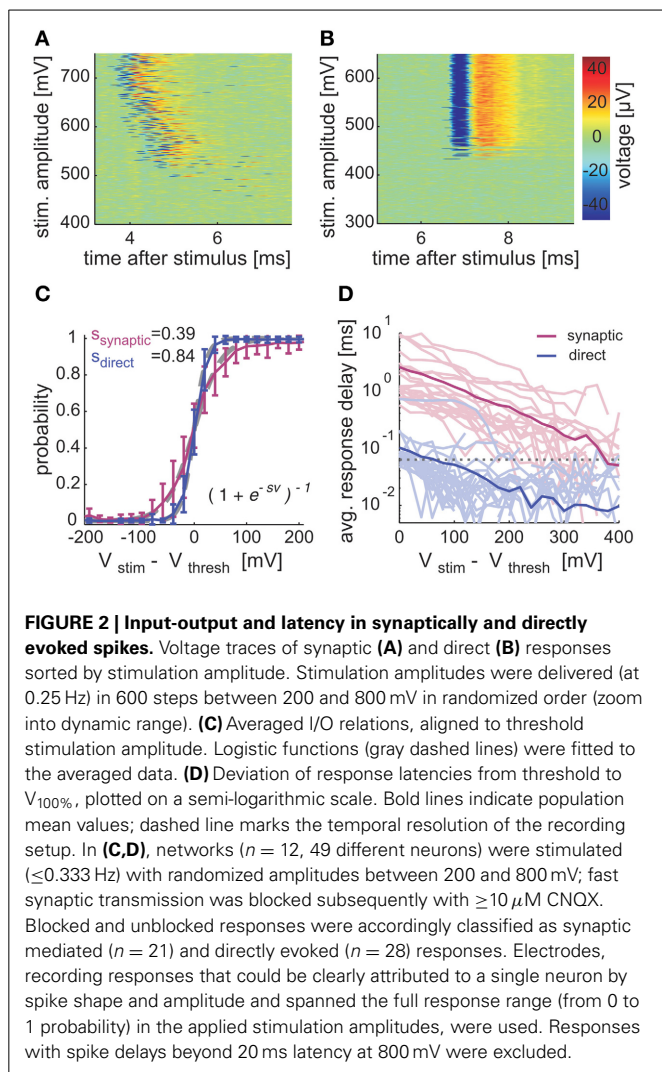 A
B
stim. amplitude [mV]
700
600
500
400
4
6
time after stimulus [ms]
stim. amplitude [mV]
600
500
400
300
6
8
time after stimulus [ms]
40
20
0
-20
-40
voltage [µV]
C
D
s synaptic =0.39
s direct =0.84
probability
1
0.8
0.6
0.4
0.2
0
(1 + e^-sv)^-1
-200 -100 0 100 200
V stim - V thresh [mV]
avg. response delay [ms]
10^1
10^0
10^-1
10^-2
synaptic
direct
0 100 200 300 400
V stim - V thresh [mV]
FIGURE 2 | Input-output and latency in synaptically and directly
evoked spikes. Voltage traces of synaptic (A) and direct (B) responses
sorted by stimulation amplitude. Stimulation amplitudes were delivered (at
0.25 Hz) in 600 steps between 200 and 800 mV in randomized order (zoom
into dynamic range). (C) Averaged I/O relations, aligned to threshold
stimulation amplitude. Logistic functions (gray dashed lines) were fitted to
the averaged data. (D) Deviation of response latencies from threshold to
V100%, plotted on a semi-logarithmic scale. Bold lines indicate population
mean values; dashed line marks the temporal resolution of the recording
setup. In (C,D), networks (n = 12, 49 different neurons) were stimulated
(≤0.333 Hz) with randomized amplitudes between 200 and 800 mV; fast
synaptic transmission was blocked subsequently with ≥10 µM CNQX.
Blocked and unblocked responses were accordingly classified as synaptic
mediated (n = 21) and directly evoked (n = 28) responses. Electrodes,
recording responses that could be clearly attributed to a single neuron by
spike shape and amplitude and spanned the full response range (from 0 to
1 probability) in the applied stimulation amplitudes, were used. Responses
with spike delays beyond 20 ms latency at 800 mV were excluded.